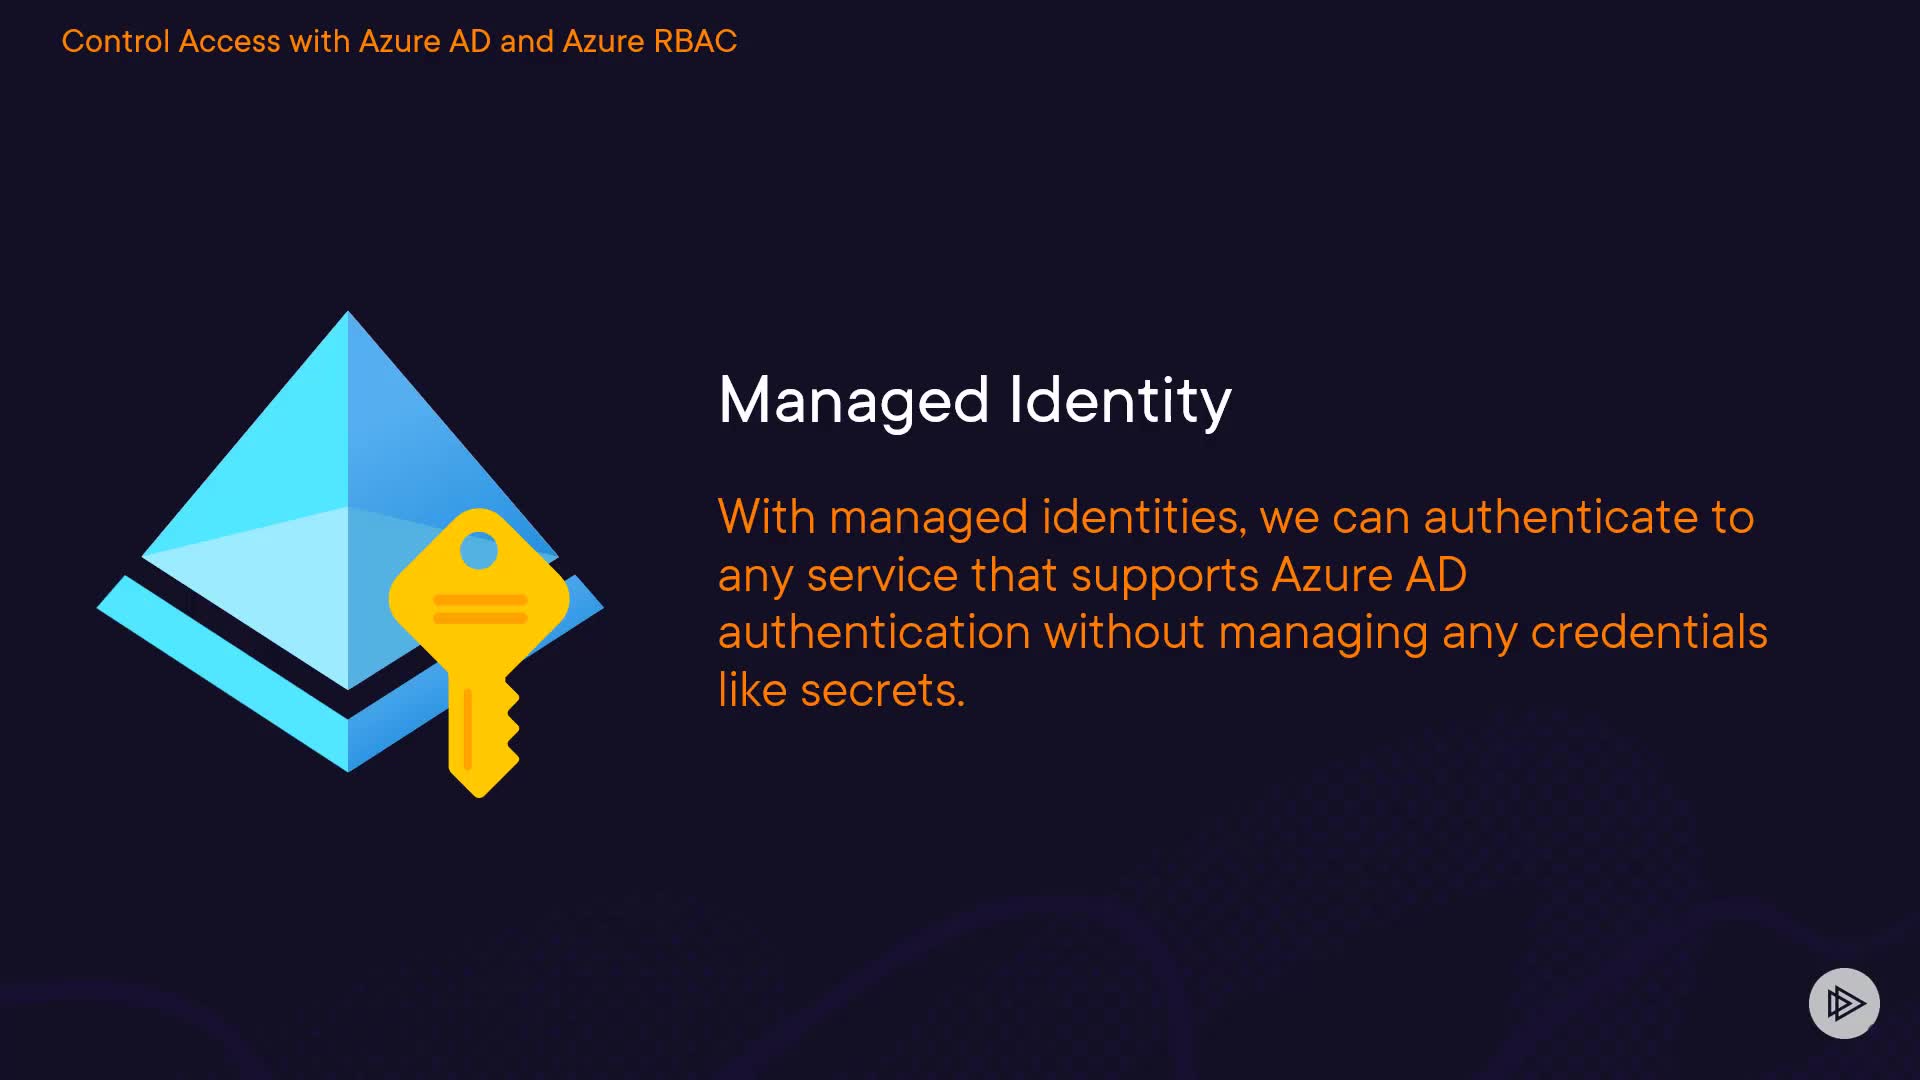 Control Access with Azure AD and Azure RBAC
Managed Identity
With managed identities, we can authenticate to
any service that supports Azure AD
authentication without managing any credentials
like secrets.